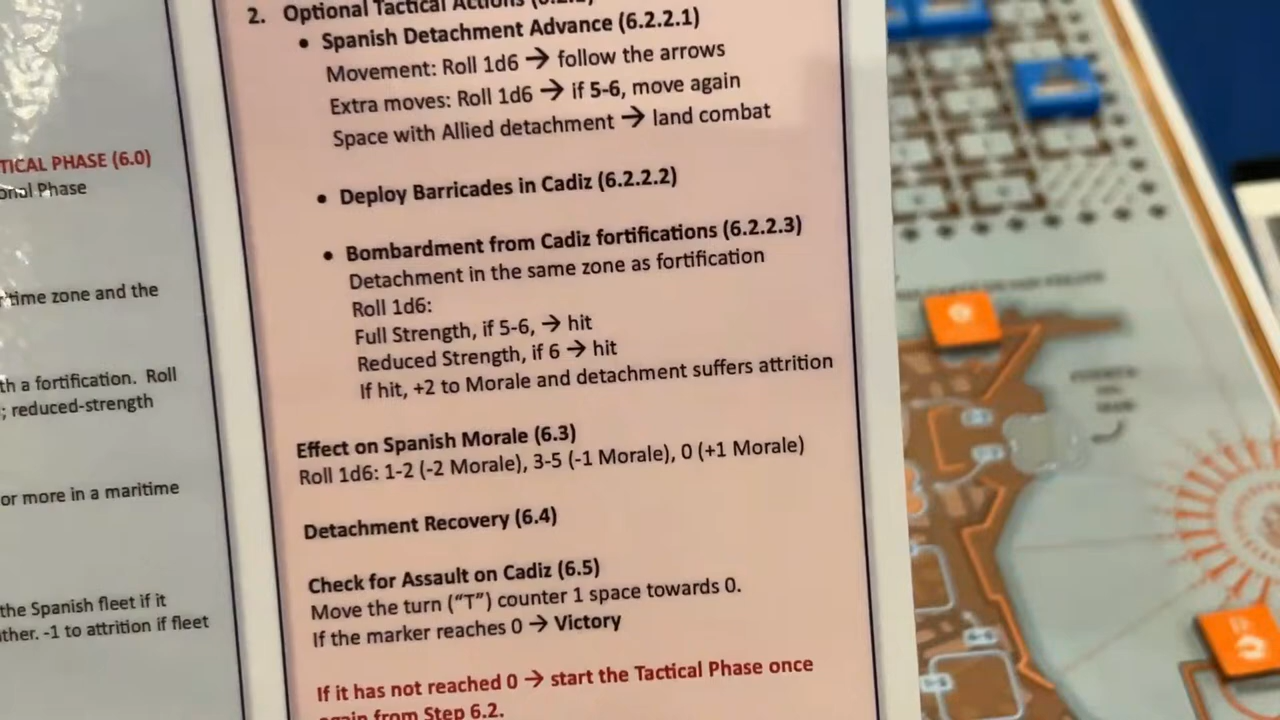 TICAL PHASE (6.0)
onal Phase
time zone and the
th a fortification. Roll
; reduced-strength
or more in a maritime
the Spanish fleet if it
ther. -1 to attrition if fleet
2. Optional Tactical Actions
• Spanish Detachment Advance (6.2.2.1)
Movement: Roll 1d6 → follow the arrows
Extra moves: Roll 1d6 → if 5-6, move again
Space with Allied detachment → land combat
• Deploy Barricades in Cadiz (6.2.2.2)
• Bombardment from Cadiz fortifications (6.2.2.3)
Detachment in the same zone as fortification
Roll 1d6:
Full Strength, if 5-6, → hit
Reduced Strength, if 6 → hit
If hit, +2 to Morale and detachment suffers attrition
Effect on Spanish Morale (6.3)
Roll 1d6: 1-2 (-2 Morale), 3-5 (-1 Morale), 0 (+1 Morale)
Detachment Recovery (6.4)
Check for Assault on Cadiz (6.5)
Move the turn (“T”) counter 1 space towards 0.
If the marker reaches 0 → Victory
If it has not reached 0 → start the Tactical Phase once
again from Step 6.2.